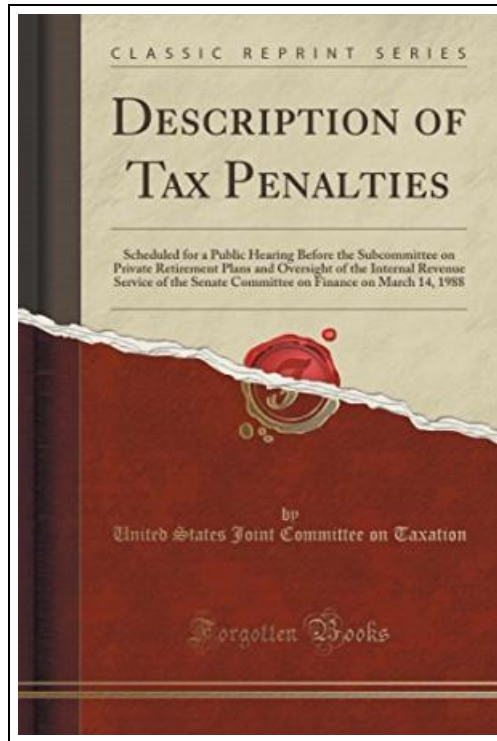 CLASSIC REPRINT SERIES
DESCRIPTION OF
TAX PENALTIES
Scheduled for a Public Hearing Before the Subcommittee on
Private Retirement Plans and Oversight of the Internal Revenue
Service of the Senate Committee on Finance on March 14, 1988
by
United States Joint Committee on Taxation
Forgotten Books